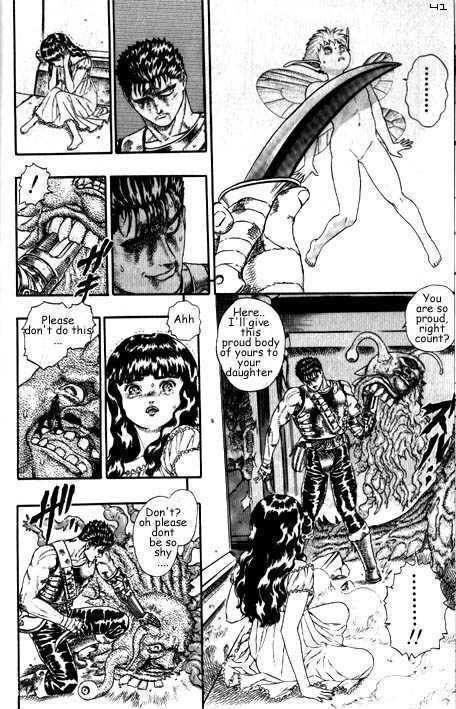 41
........
!
You
are so
proud,
right
count?
Here..
I'll give
this
proud
body of
yours to
your
daughter
....!!
Ahh
Please
don't do this
....
Don't?
oh please
dont
be so
shy
....